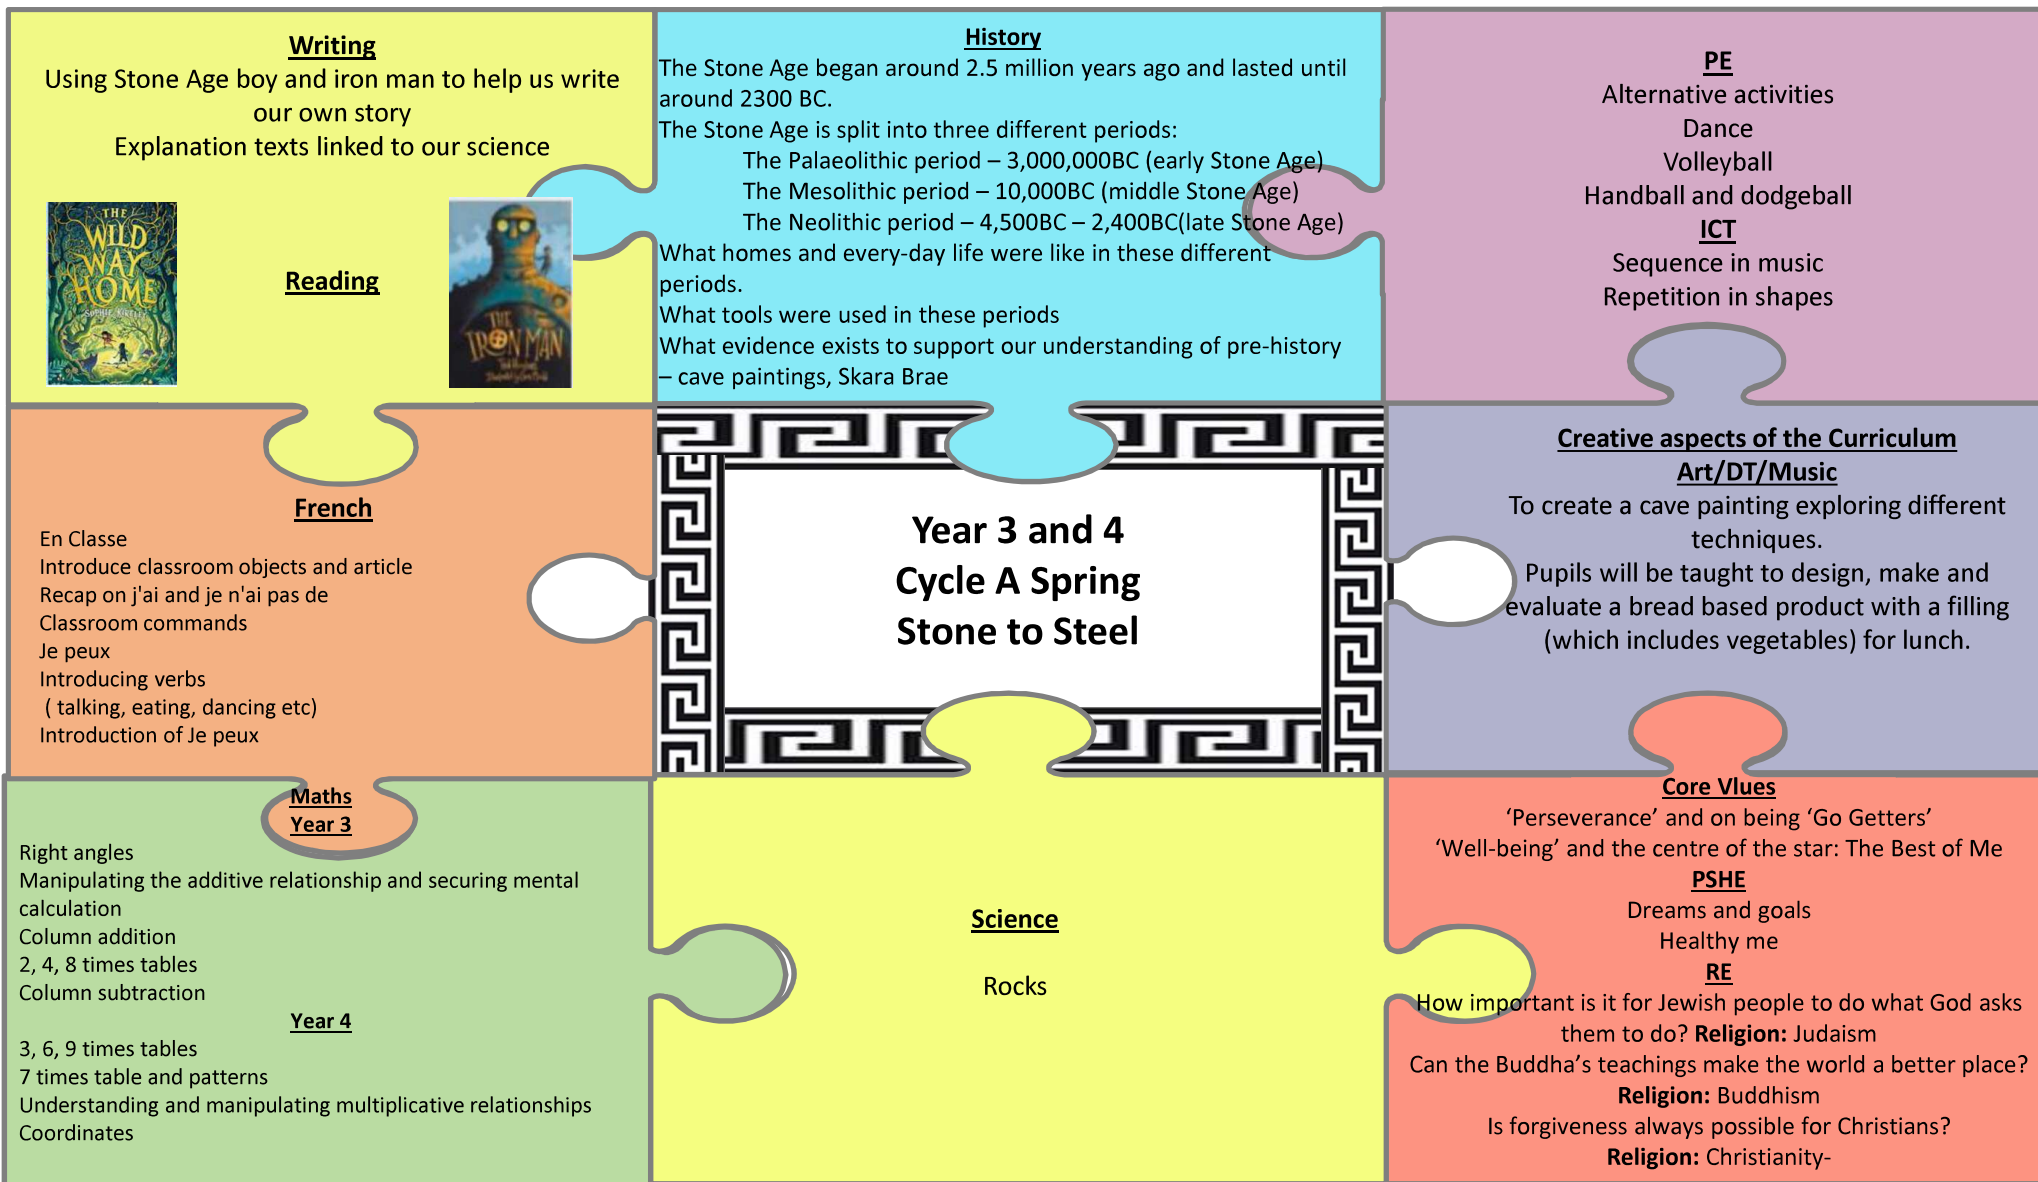 Writing
Using Stone Age boy and iron man to help us write
our own story
Explanation texts linked to our science
THE
WILD
WAY
HOME
SOPHIE KIRTLEY
Reading
THE
IRON MAN
History
The Stone Age began around 2.5 million years ago and lasted until
around 2300 BC.
The Stone Age is split into three different periods:
The Palaeolithic period – 3,000,000BC (early Stone Age)
The Mesolithic period – 10,000BC (middle Stone Age)
The Neolithic period – 4,500BC – 2,400BC(late Stone Age)
What homes and every-day life were like in these different
periods.
What tools were used in these periods
What evidence exists to support our understanding of pre-history
– cave paintings, Skara Brae
PE
Alternative activities
Dance
Volleyball
Handball and dodgeball
ICT
Sequence in music
Repetition in shapes
French
En Classe
Introduce classroom objects and article
Recap on j'ai and je n'ai pas de
Classroom commands
Je peux
Introducing verbs
( talking, eating, dancing etc)
Introduction of Je peux
Year 3 and 4
Cycle A Spring
Stone to Steel
Creative aspects of the Curriculum
Art/DT/Music
To create a cave painting exploring different
techniques.
Pupils will be taught to design, make and
evaluate a bread based product with a filling
(which includes vegetables) for lunch.
Maths
Year 3
Right angles
Manipulating the additive relationship and securing mental
calculation
Column addition
2, 4, 8 times tables
Column subtraction
Year 4
3, 6, 9 times tables
7 times table and patterns
Understanding and manipulating multiplicative relationships
Coordinates
Science
Rocks
Core Vlues
‘Perseverance’ and on being ‘Go Getters’
‘Well-being’ and the centre of the star: The Best of Me
PSHE
Dreams and goals
Healthy me
RE
How important is it for Jewish people to do what God asks
them to do? Religion: Judaism
Can the Buddha’s teachings make the world a better place?
Religion: Buddhism
Is forgiveness always possible for Christians?
Religion: Christianity-